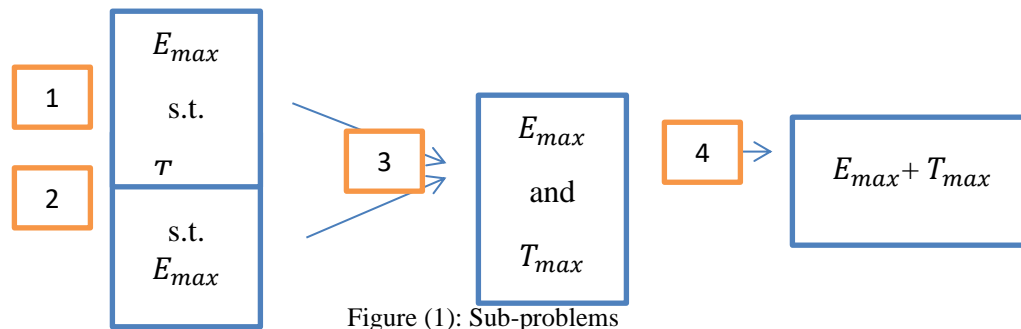 1
E_max
s.t.
2
s.t.
E_max
3
E_max
and
T_max
4
E_max + T_max
Figure (1): Sub-problems